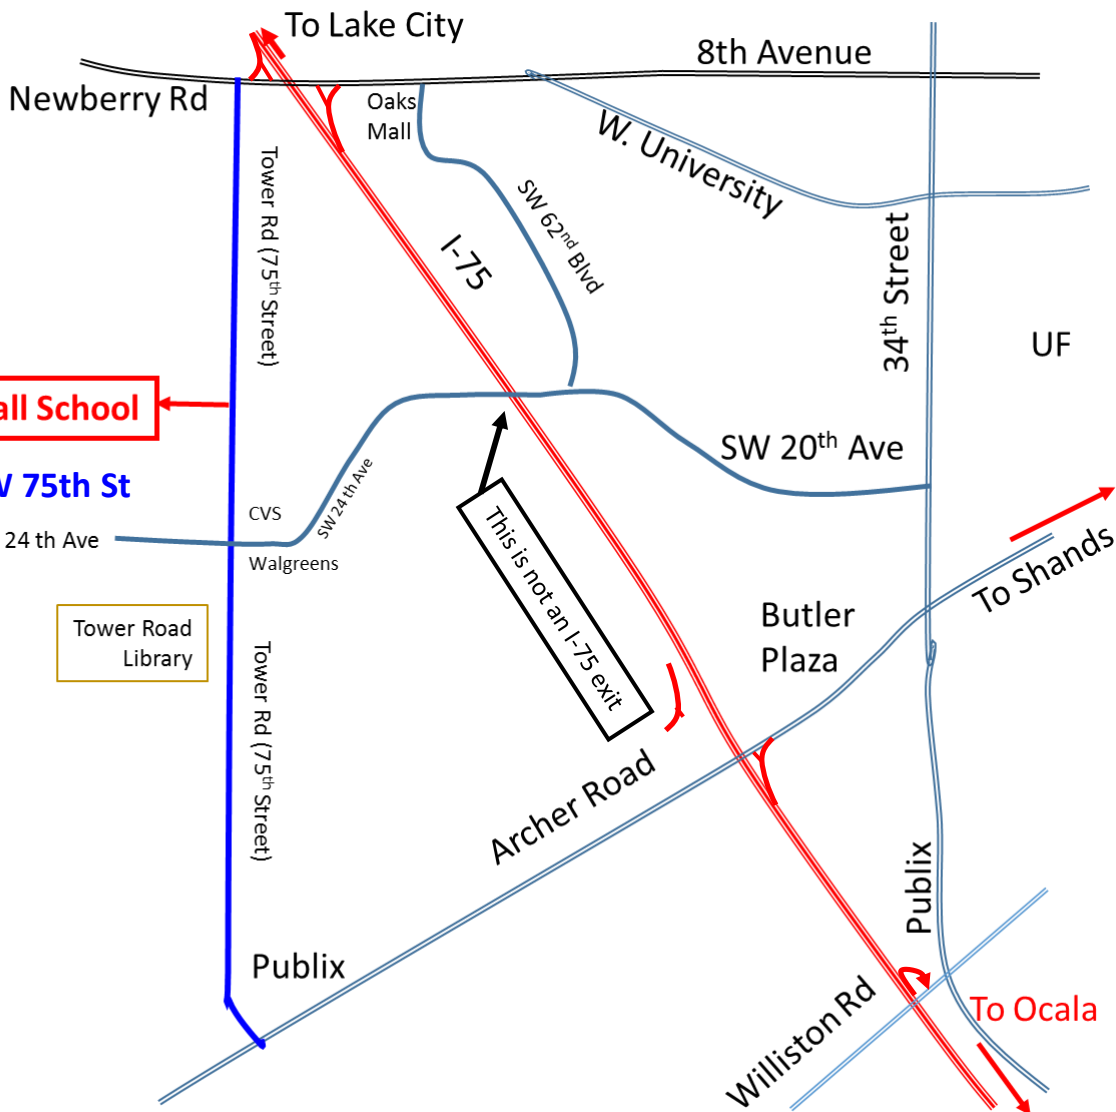 To Lake City
8th Avenue
Newberry Rd
Oaks
Mall
W. University
Tower Rd (75th Street)
SW 62nd Blvd
I-75
34th Street
UF
all School
75th St
SW 20th Ave
CVS
SW 24 th Ave
24 th Ave
Walgreens
This is not an I-75 exit
To Shands
Tower Road
Library
Butler
Plaza
Tower Rd (75th Street)
Archer Road
Publix
Publix
Williston Rd
To Ocala